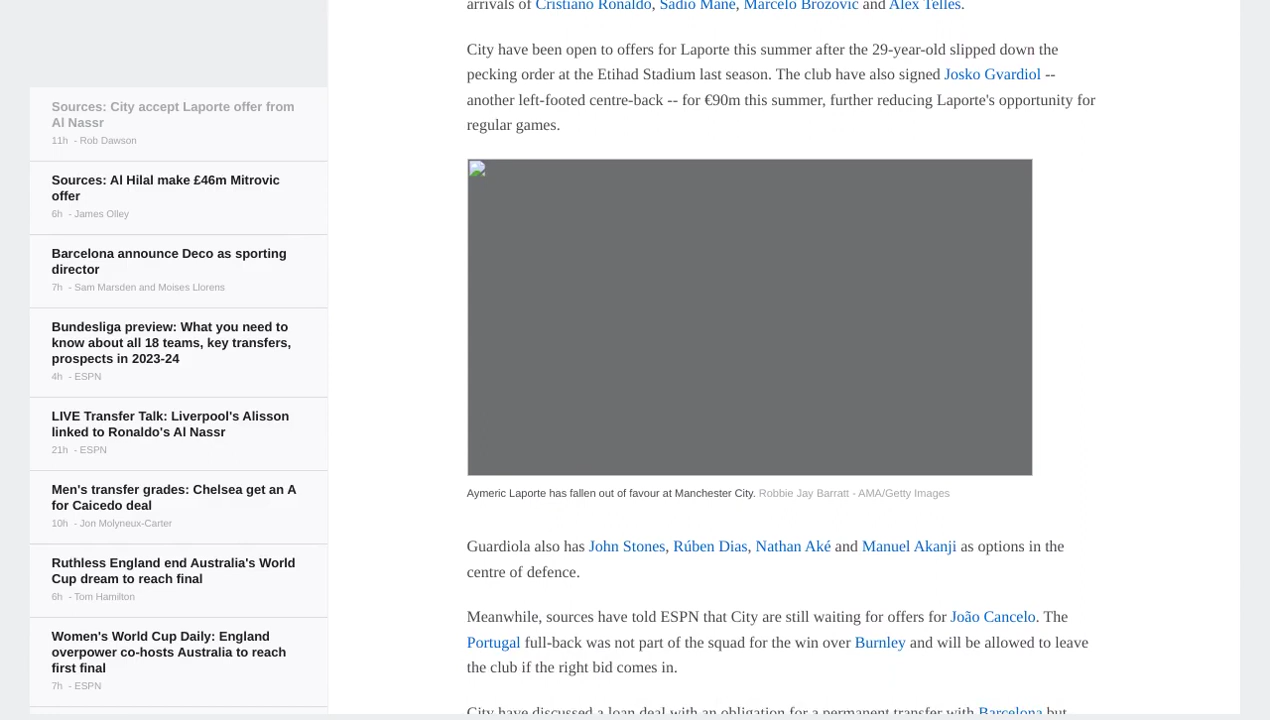 Sources: City accept Laporte offer from
Al Nassr
11h - Rob Dawson
Sources: Al Hilal make £46m Mitrovic
offer
6h - James Olley
Barcelona announce Deco as sporting
director
7h - Sam Marsden and Moises Llorens
Bundesliga preview: What you need to
know about all 18 teams, key transfers,
prospects in 2023-24
4h - ESPN
LIVE Transfer Talk: Liverpool's Alisson
linked to Ronaldo's Al Nassr
21h - ESPN
Men's transfer grades: Chelsea get an A
for Caicedo deal
10h - Jon Molyneux-Carter
Ruthless England end Australia's World
Cup dream to reach final
6h - Tom Hamilton
Women's World Cup Daily: England
overpower co-hosts Australia to reach
first final
7h - ESPN
arrivals of Cristiano Ronaldo, Sadio Mané, Marcelo Brozovic and Alex Telles.
City have been open to offers for Laporte this summer after the 29-year-old slipped down the
pecking order at the Etihad Stadium last season. The club have also signed Josko Gvardiol --
another left-footed centre-back -- for €90m this summer, further reducing Laporte's opportunity for
regular games.
Aymeric Laporte has fallen out of favour at Manchester City. Robbie Jay Barratt - AMA/Getty Images
Guardiola also has John Stones, Rúben Dias, Nathan Aké and Manuel Akanji as options in the
centre of defence.
Meanwhile, sources have told ESPN that City are still waiting for offers for João Cancelo. The
Portugal full-back was not part of the squad for the win over Burnley and will be allowed to leave
the club if the right bid comes in.
City have discussed a loan deal with an obligation for a permanent transfer with Barcelona but